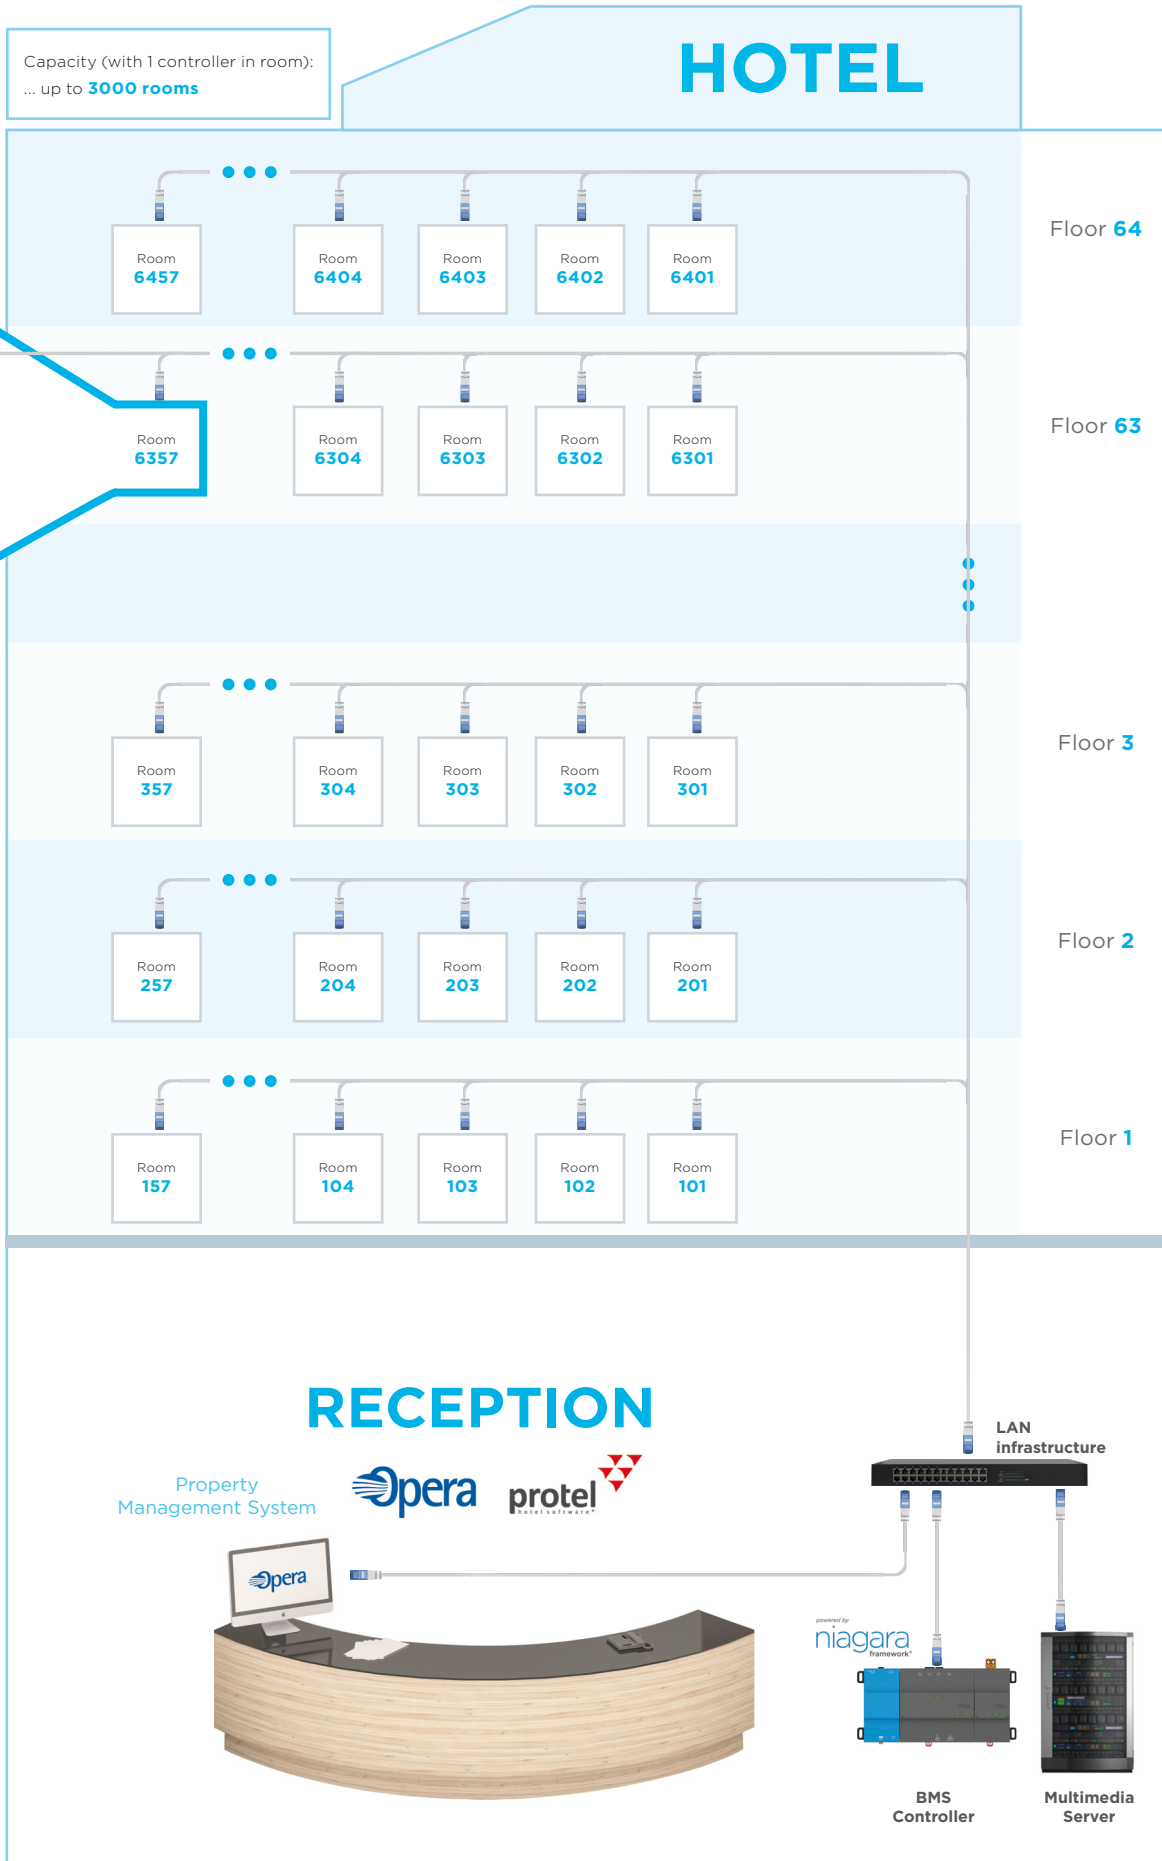 Capacity (with 1 controller in room):
... up to 3000 rooms
HOTEL
Room
6457
Room
6404
Room
6403
Room
6402
Room
6401
Floor 64
Room
6357
Room
6304
Room
6303
Room
6302
Room
6301
Floor 63
Room
357
Room
304
Room
303
Room
302
Room
301
Floor 3
Room
257
Room
204
Room
203
Room
202
Room
201
Floor 2
Room
157
Room
104
Room
103
Room
102
Room
101
Floor 1
RECEPTION
LAN
infrastructure
Property
Management System
Opera
protel
hotel software
Opera
powered by
niagara
framework
BMS
Controller
Multimedia
Server